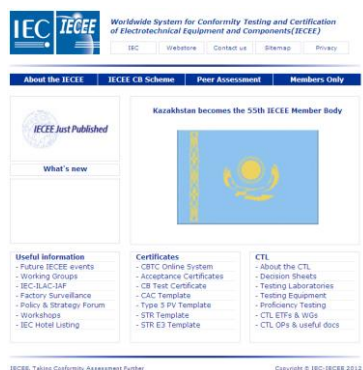 IEC IECEE
Worldwide System for Conformity Testing and Certification
of Electrotechnical Equipment and Components(IECEE)
IEC Webstore Contact us Sitemap Privacy
About the IECEE IECEE CB Scheme Peer Assessment Members Only
IECEE Just Published
What's new
Kazakhstan becomes the 55th IECEE Member Body
Useful information
- Future IECEE events
- Working Groups
- IEC-ILAC-IAF
- Factory Surveillance
- Policy & Strategy Forum
- Workshops
- IEC Hotel Listing
Certificates
- CBTC Online System
- Acceptance Certificates
- CB Test Certificate
- CAC Template
- Type 5 PV Template
- STR Template
- STR E3 Template
CTL
- About the CTL
- Decision Sheets
- Testing Laboratories
- Testing Equipment
- Proficiency Testing
- CTL ETFs & WGs
- CTL OPs & useful docs
IECEE, Taking Conformity Assessment Further
Copyright © IEC-IECEE 2012